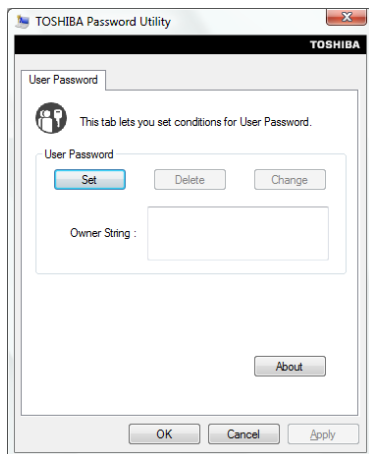 TOSHIBA Password Utility
TOSHIBA
User Password
This tab lets you set conditions for User Password.
User Password
Set Delete Change
Owner String :
About
OK Cancel Apply